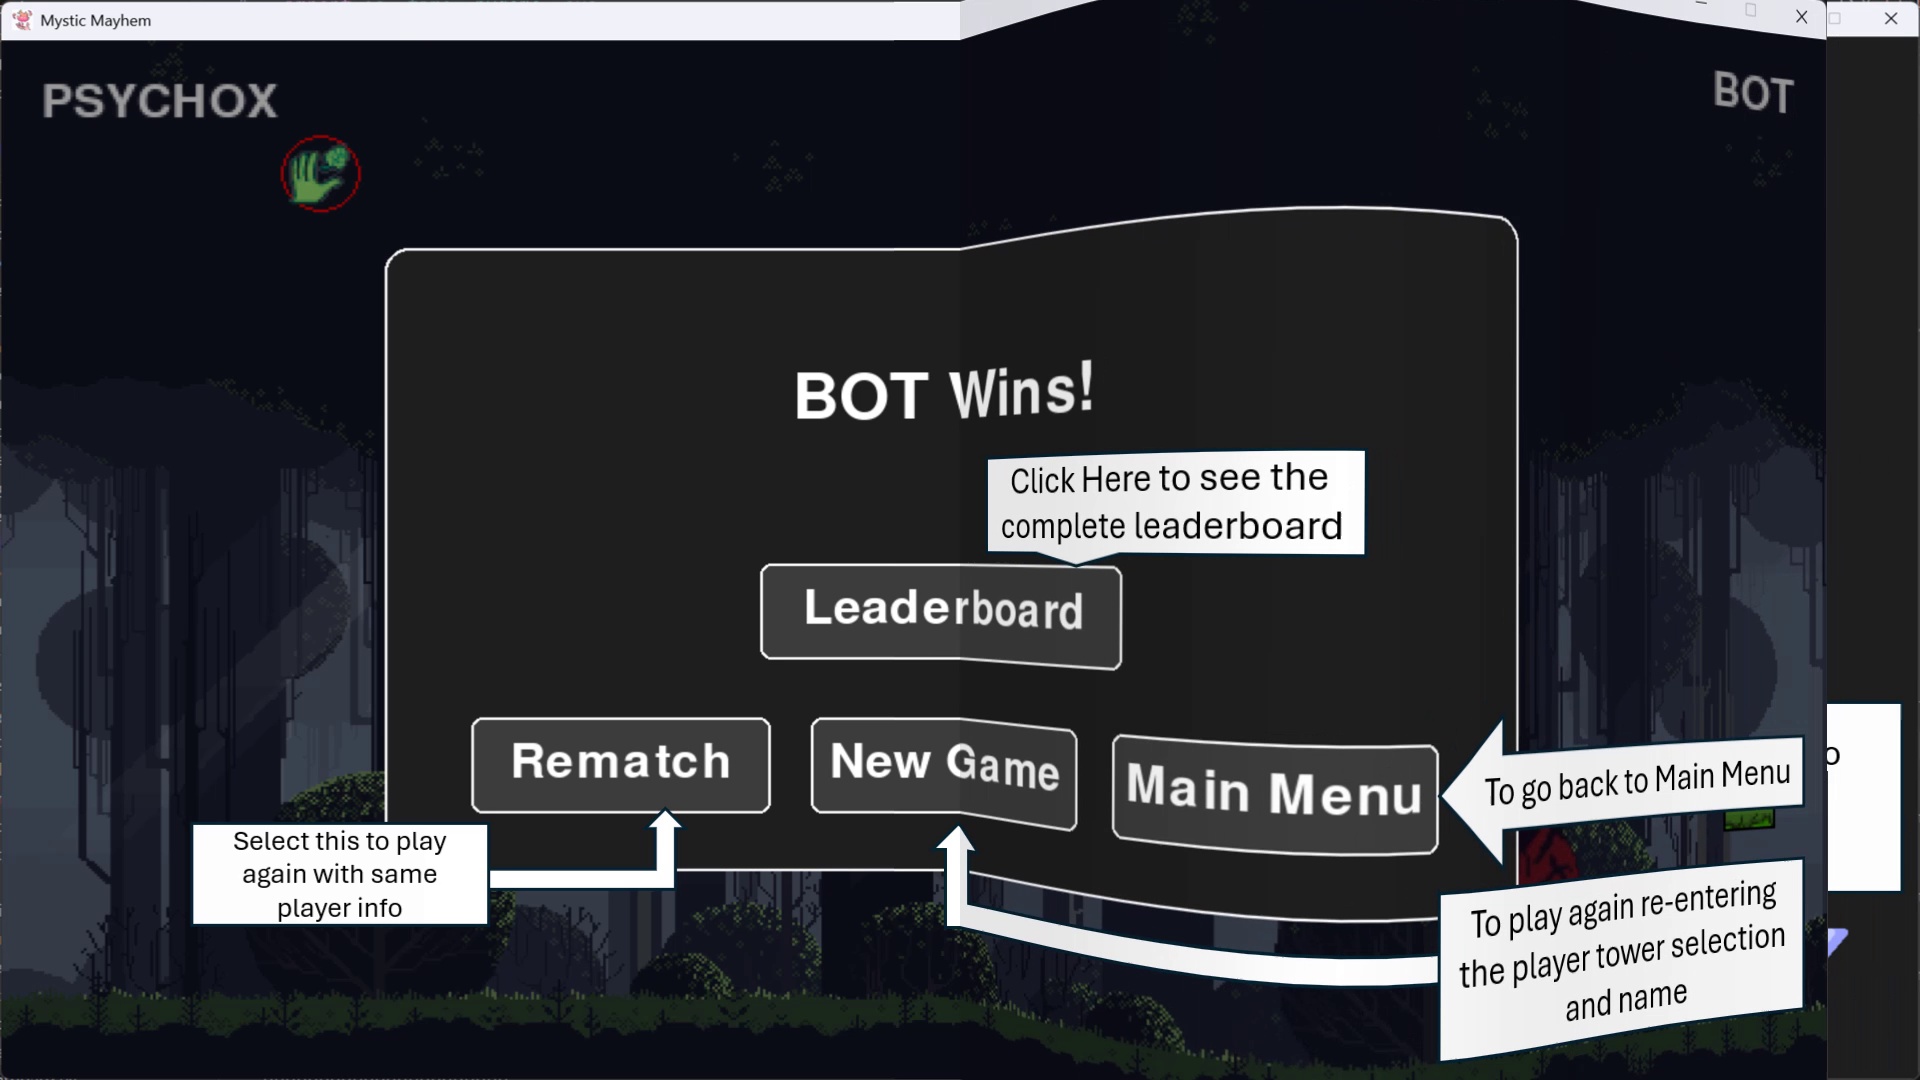 Mystic Mayhem
PSYCHOX
BOT
BOT Wins!
Click Here to see the
complete leaderboard
Leaderboard
Rematch
New Game
Main Menu
To go back to Main Menu
o
Select this to play
again with same
player info
To play again re-entering
the player tower selection
and name